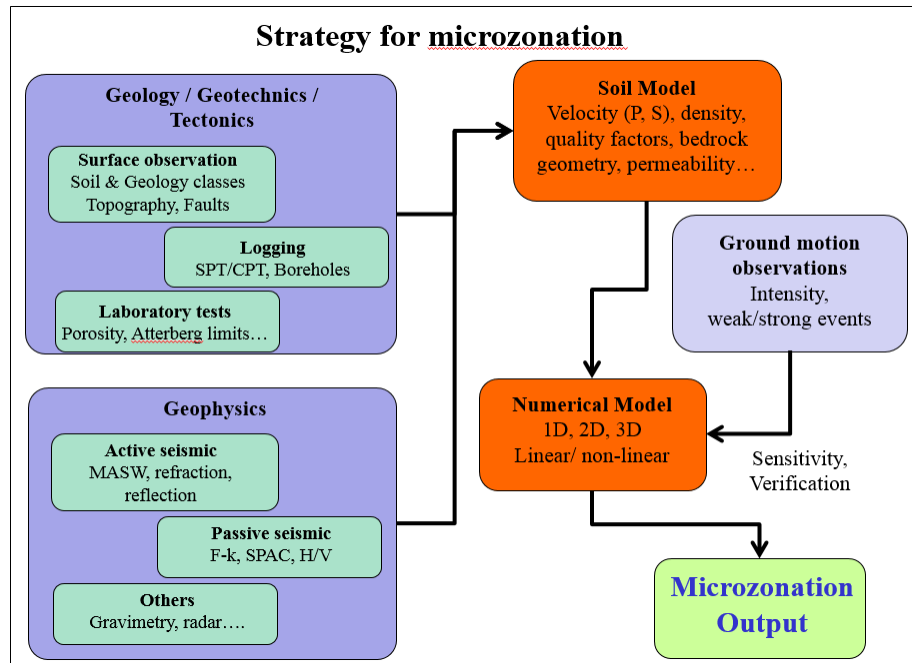 Strategy for microzonation
Geology / Geotechnics /
Tectonics
Surface observation
Soil & Geology classes
Topography, Faults
Logging
SPT/CPT, Boreholes
Laboratory tests
Porosity, Atterberg limits…
Geophysics
Active seismic
MASW, refraction,
reflection
Passive seismic
F-k, SPAC, H/V
Others
Gravimetry, radar….
Soil Model
Velocity (P, S), density,
quality factors, bedrock
geometry, permeability…
Ground motion
observations
Intensity,
weak/strong events
Numerical Model
1D, 2D, 3D
Linear/ non-linear
Sensitivity,
Verification
Microzonation
Output